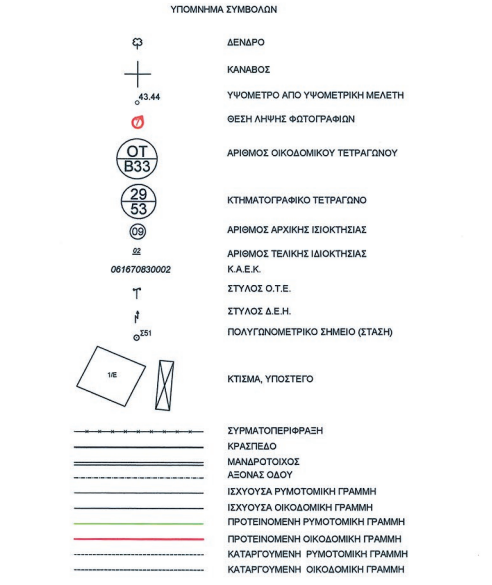 ΥΠΟΜΝΗΜΑ ΣΥΜΒΟΛΩΝ
ΔΕΝΔΡΟ
ΚΑΝΑΒΟΣ
43.44 ΥΨΟΜΕΤΡΟ ΑΠΟ ΥΨΟΜΕΤΡΙΚΗ ΜΕΛΕΤΗ
ΘΕΣΗ ΛΗΨΗΣ ΦΩΤΟΓΡΑΦΙΩΝ
ΟΤ
Β33
ΑΡΙΘΜΟΣ ΟΙΚΟΔΟΜΙΚΟΥ ΤΕΤΡΑΓΩΝΟΥ
29
53
ΚΤΗΜΑΤΟΓΡΑΦΙΚΟ ΤΕΤΡΑΓΩΝΟ
09 ΑΡΙΘΜΟΣ ΑΡΧΙΚΗΣ ΙΣΙΟΚΤΗΣΙΑΣ
02 ΑΡΙΘΜΟΣ ΤΕΛΙΚΗΣ ΙΔΙΟΚΤΗΣΙΑΣ
061670830002 Κ.Α.Ε.Κ.
ΣΤΥΛΟΣ Ο.Τ.Ε.
ΣΤΥΛΟΣ Δ.Ε.Η.
Σ51 ΠΟΛΥΓΩΝΟΜΕΤΡΙΚΟ ΣΗΜΕΙΟ (ΣΤΑΣΗ)
1/Ε ΚΤΙΣΜΑ, ΥΠΟΣΤΕΓΟ
ΣΥΡΜΑΤΟΠΕΡΙΦΡΑΞΗ
ΚΡΑΣΠΕΔΟ
ΜΑΝΔΡΟΤΟΙΧΟΣ
ΑΞΟΝΑΣ ΟΔΟΥ
ΙΣΧΥΟΥΣΑ ΡΥΜΟΤΟΜΙΚΗ ΓΡΑΜΜΗ
ΙΣΧΥΟΥΣΑ ΟΙΚΟΔΟΜΙΚΗ ΓΡΑΜΜΗ
ΠΡΟΤΕΙΝΟΜΕΝΗ ΡΥΜΟΤΟΜΙΚΗ ΓΡΑΜΜΗ
ΠΡΟΤΕΙΝΟΜΕΝΗ ΟΙΚΟΔΟΜΙΚΗ ΓΡΑΜΜΗ
ΚΑΤΑΡΓΟΥΜΕΝΗ ΡΥΜΟΤΟΜΙΚΗ ΓΡΑΜΜΗ
ΚΑΤΑΡΓΟΥΜΕΝΗ ΟΙΚΟΔΟΜΙΚΗ ΓΡΑΜΜΗ